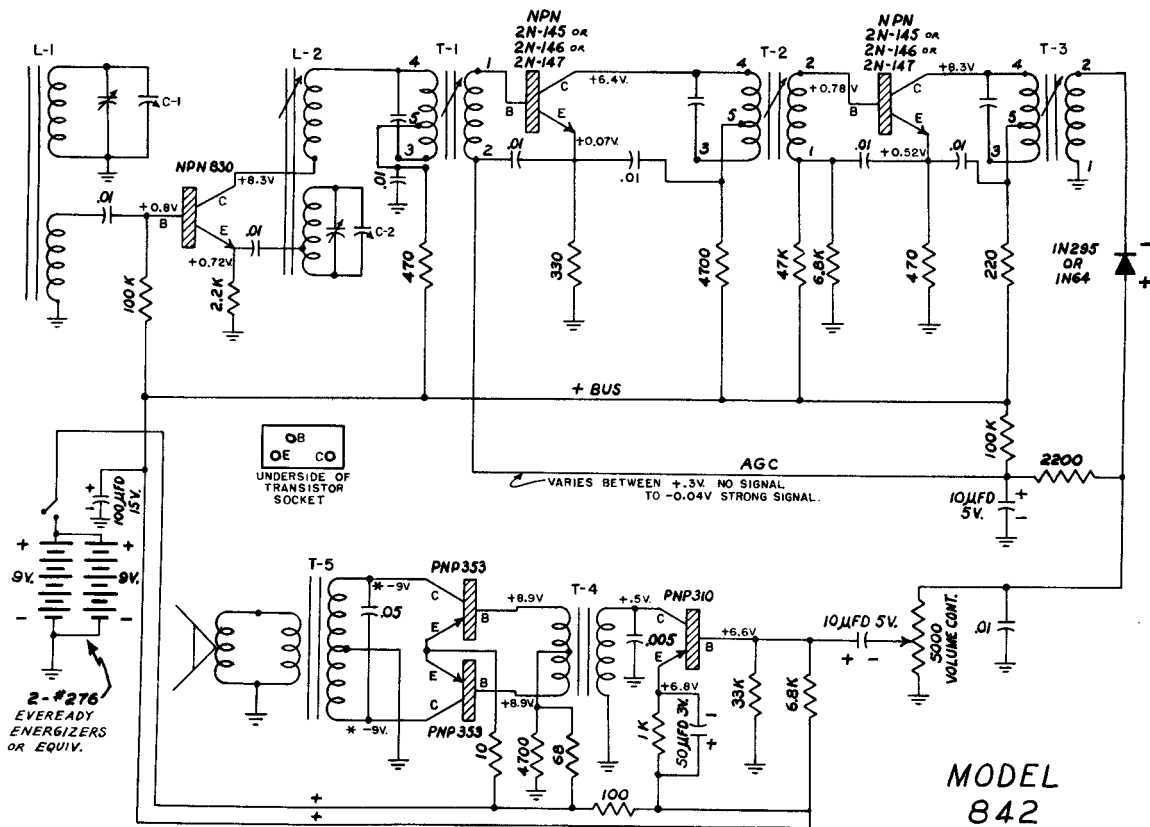 L-1
C-1
L-2
T-1
NPN
2N-145 OR
2N-146 OR
2N-147
T-2
NPN
2N-145 OR
2N-146 OR
2N-147
T-3
4
5
3
1
2
+6.4V.
C
B
E
+0.07V.
4
5
3
2
1
+0.78V
+8.3V.
C
B
E
+0.52V.
4
5
3
2
1
NPN 830
+8.3V.
.01
+0.8V
B
C
E
+0.72V.
.01
C-2
.01
.01
.01
.01
.01
100K
2.2K
470
330
4700
47K
6.8K
470
220
1N295
OR
1N64
-
+
+ BUS
B
E
C
UNDERSIDE OF
TRANSISTOR
SOCKET
100K
AGC
VARIES BETWEEN +.3V. NO SIGNAL
TO -0.04V STRONG SIGNAL.
2200
10µFD
5V.
+
-
+
-
100µFD
15V.
+
9V.
-
+
9V.
-
2-#276
EVEREADY
ENERGIZERS
OR EQUIV.
T-5
* -9V.
.05
* -9V.
PNP353
C
B
E
E
C
B
PNP353
+8.9V.
+8.9V.
T-4
+.5V.
.005
PNP310
C
B
E
+6.6V
+6.8V
10µFD 5V.
+ -
5000
VOLUME CONT.
.01
10
4700
68
1K
50µFD 3V.
-
+
33K
6.8K
100
+
+
MODEL
842